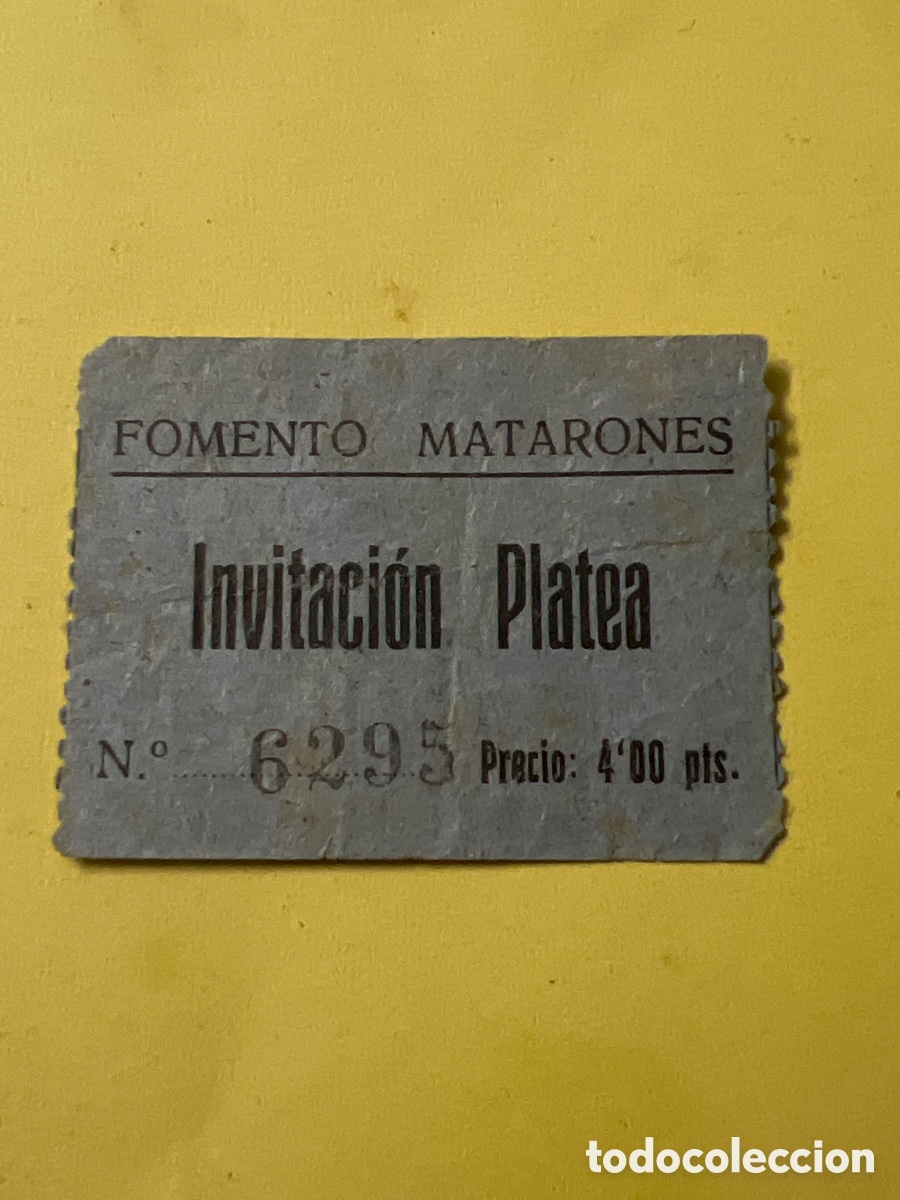 FOMENTO MATARONES
Invitación Platea
N.º 6295 Precio: 4'00 pts.
todocoleccion